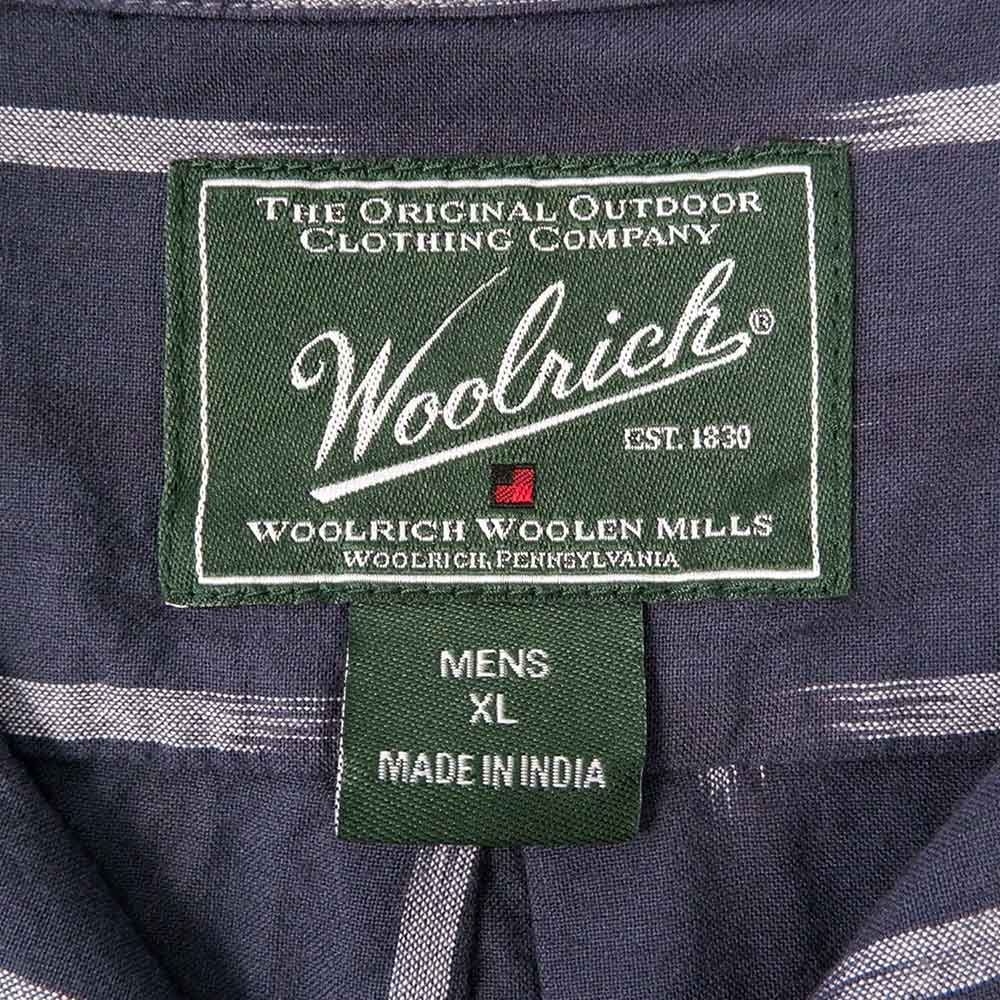 THE ORIGINAL OUTDOOR
CLOTHING COMPANY
Woolrich®
EST. 1830
WOOLRICH WOOLEN MILLS
WOOLRICH, PENNSYLVANIA
MENS
XL
MADE IN INDIA